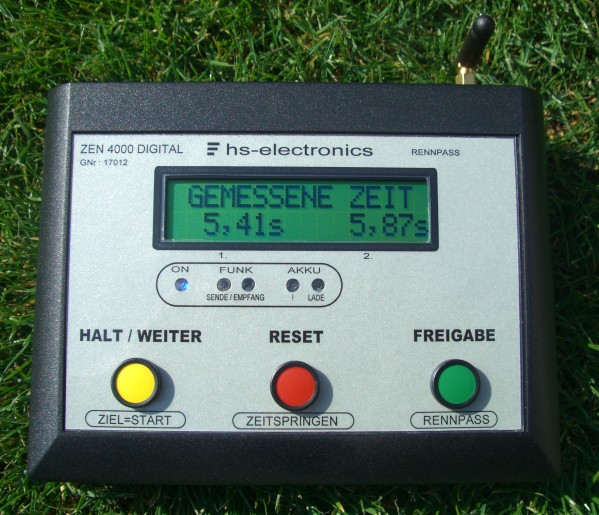 ZEN 4000 DIGITAL hs-electronics RENNPASS
GNr : 17012
GEMESSENE ZEIT
5,41s 5,87s
1. 2.
ON FUNK AKKU
SENDE / EMPFANG ! LADE
HALT / WEITER RESET FREIGABE
ZIEL=START ZEITSPRINGEN RENNPASS